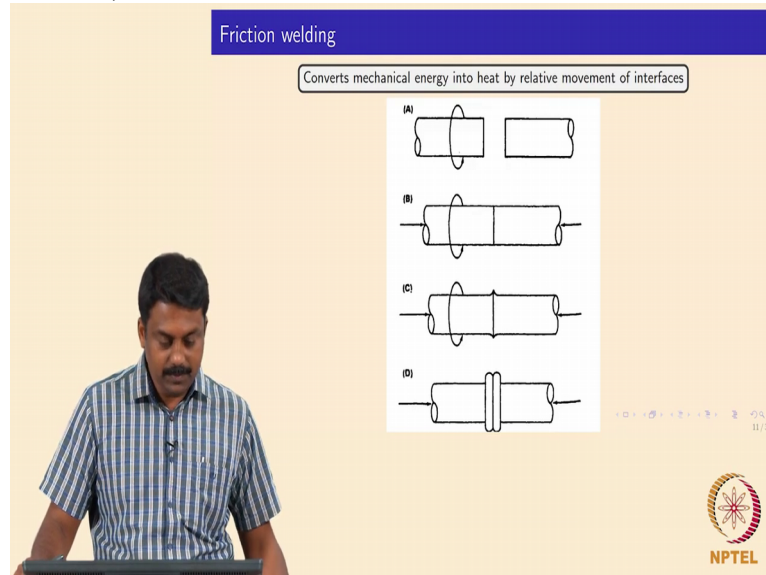 Friction welding
Converts mechanical energy into heat by relative movement of interfaces
(A)
(B)
(C)
(D)
NPTEL